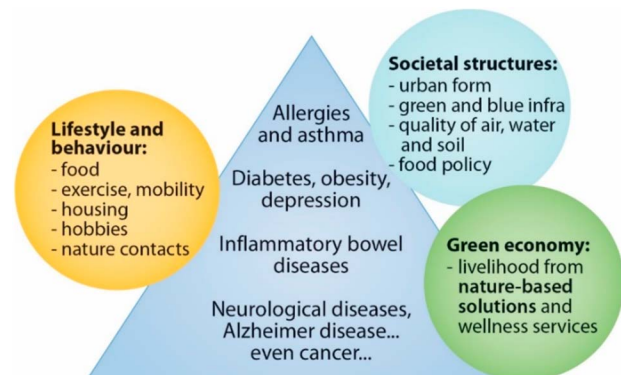 Allergies
and asthma
Diabetes, obesity,
depression
Inflammatory bowel
diseases
Neurological diseases,
Alzheimer disease...
even cancer...
Lifestyle and
behaviour:
- food
- exercise, mobility
- housing
- hobbies
- nature contacts
Societal structures:
- urban form
- green and blue infra
- quality of air, water
and soil
- food policy
Green economy:
- livelihood from
nature-based
solutions and
wellness services